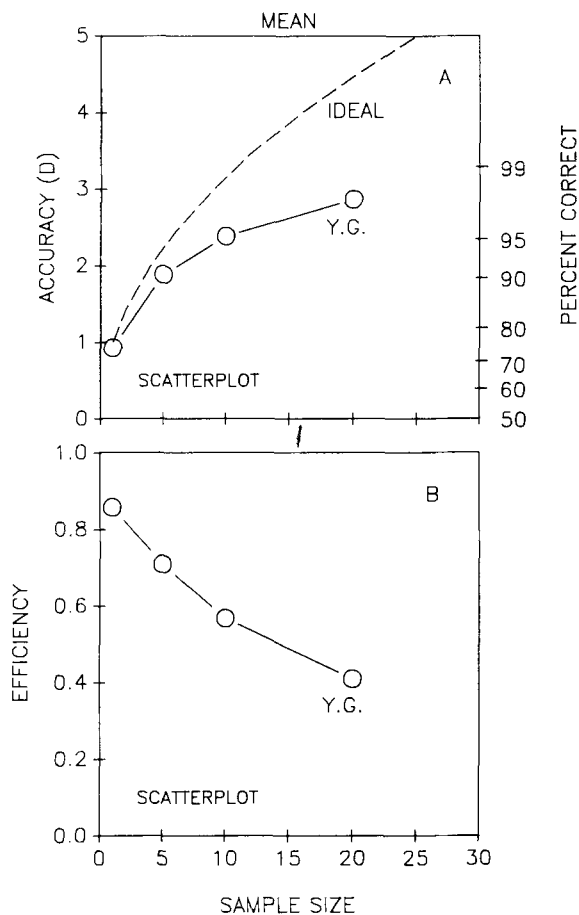 MEAN
5
4
3
2
1
0
ACCURACY (D)
A
IDEAL
Y.G.
SCATTERPLOT
99
95
90
80
70
60
50
PERCENT CORRECT
1.0
0.8
0.6
0.4
0.2
0.0
EFFICIENCY
B
Y.G.
SCATTERPLOT
0 5 10 15 20 25 30
SAMPLE SIZE